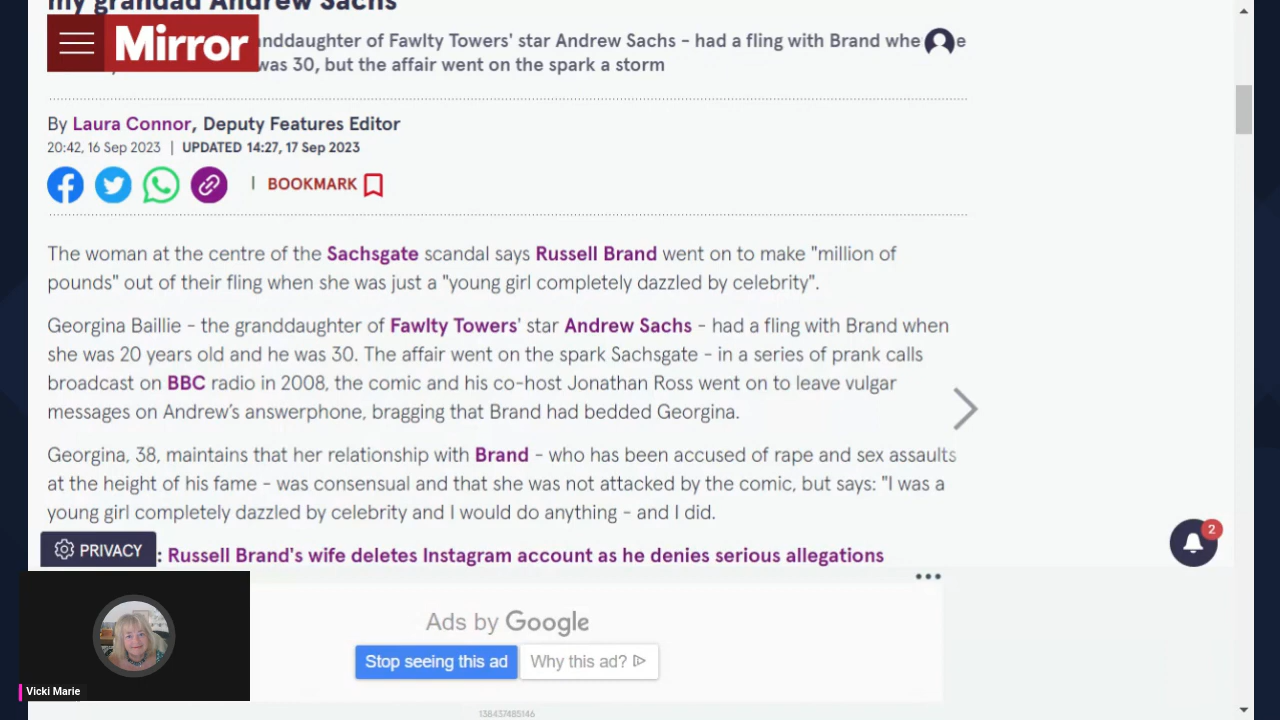 my grandad Andrew Sachs
Mirror
anddaughter of Fawlty Towers' star Andrew Sachs - had a fling with Brand whe e
was 30, but the affair went on the spark a storm
By Laura Connor, Deputy Features Editor
20:42, 16 Sep 2023 | UPDATED 14:27, 17 Sep 2023
BOOKMARK
The woman at the centre of the Sachsgate scandal says Russell Brand went on to make "million of
pounds" out of their fling when she was just a "young girl completely dazzled by celebrity".
Georgina Baillie - the granddaughter of Fawlty Towers' star Andrew Sachs - had a fling with Brand when
she was 20 years old and he was 30. The affair went on the spark Sachsgate - in a series of prank calls
broadcast on BBC radio in 2008, the comic and his co-host Jonathan Ross went on to leave vulgar
messages on Andrew's answerphone, bragging that Brand had bedded Georgina.
Georgina, 38, maintains that her relationship with Brand - who has been accused of rape and sex assaults
at the height of his fame - was consensual and that she was not attacked by the comic, but says: "I was a
young girl completely dazzled by celebrity and I would do anything - and I did.
2
PRIVACY
: Russell Brand's wife deletes Instagram account as he denies serious allegations
Ads by Google
Stop seeing this ad
Why this ad?
Vicki Marie
138437485146